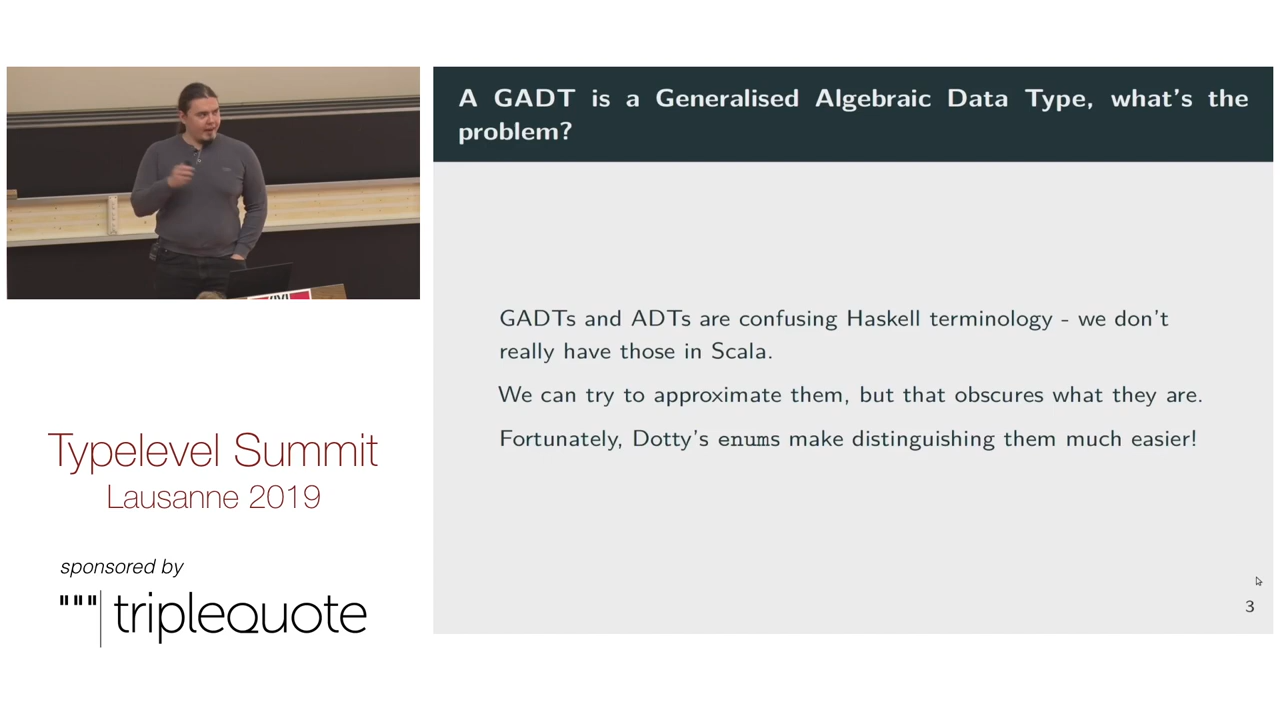 A GADT is a Generalised Algebraic Data Type, what's the
problem?
GADTs and ADTs are confusing Haskell terminology - we don't
really have those in Scala.
We can try to approximate them, but that obscures what they are.
Fortunately, Dotty's enums make distinguishing them much easier!
3
Typelevel Summit
Lausanne 2019
sponsored by
"""|triplequote